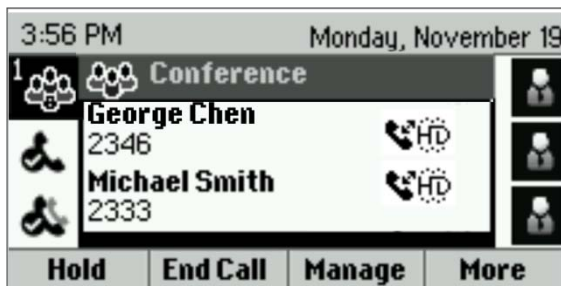 3:56 PM Monday, November 19
1 Conference
George Chen
2346 HD
Michael Smith
2333 HD
Hold End Call Manage More